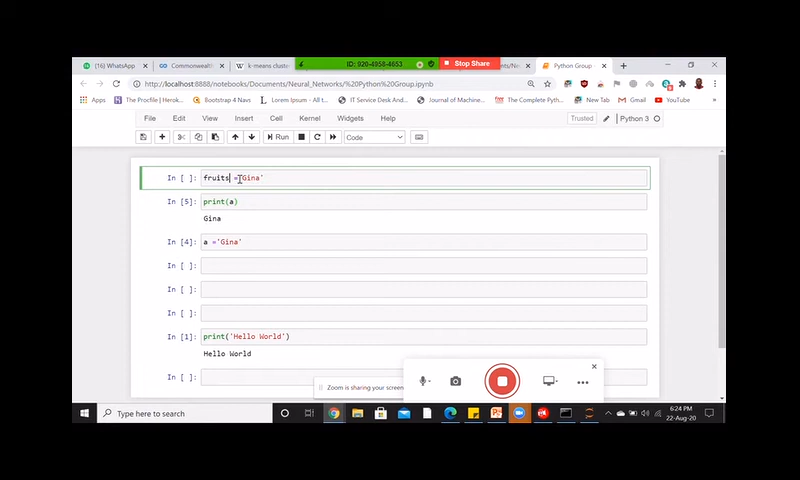 (16) WhatsApp
Commonwealth
k-means cluster
ID: 920-4958-4653
Stop Share
Python Group
http://localhost:8888/notebooks/Documents/Neural_Networks/%20Python%20Group.ipynb
Apps
The Procfile | Herok...
Bootstrap 4 Navs
Lorem Ipsum - All t...
IT Service Desk And...
Journal of Machine...
The Complete Pyth...
New Tab
Gmail
YouTube
File Edit View Insert Cell Kernel Widgets Help
Trusted
Python 3
Run
Code
In [ ]: fruits ='Gina'
In [5]: print(a)
Gina
In [4]: a ='Gina'
In [ ]:
In [ ]:
In [ ]:
In [1]: print('Hello World')
Hello World
In [ ]:
Zoom is sharing your screen
Type here to search
6:24 PM
22-Aug-20